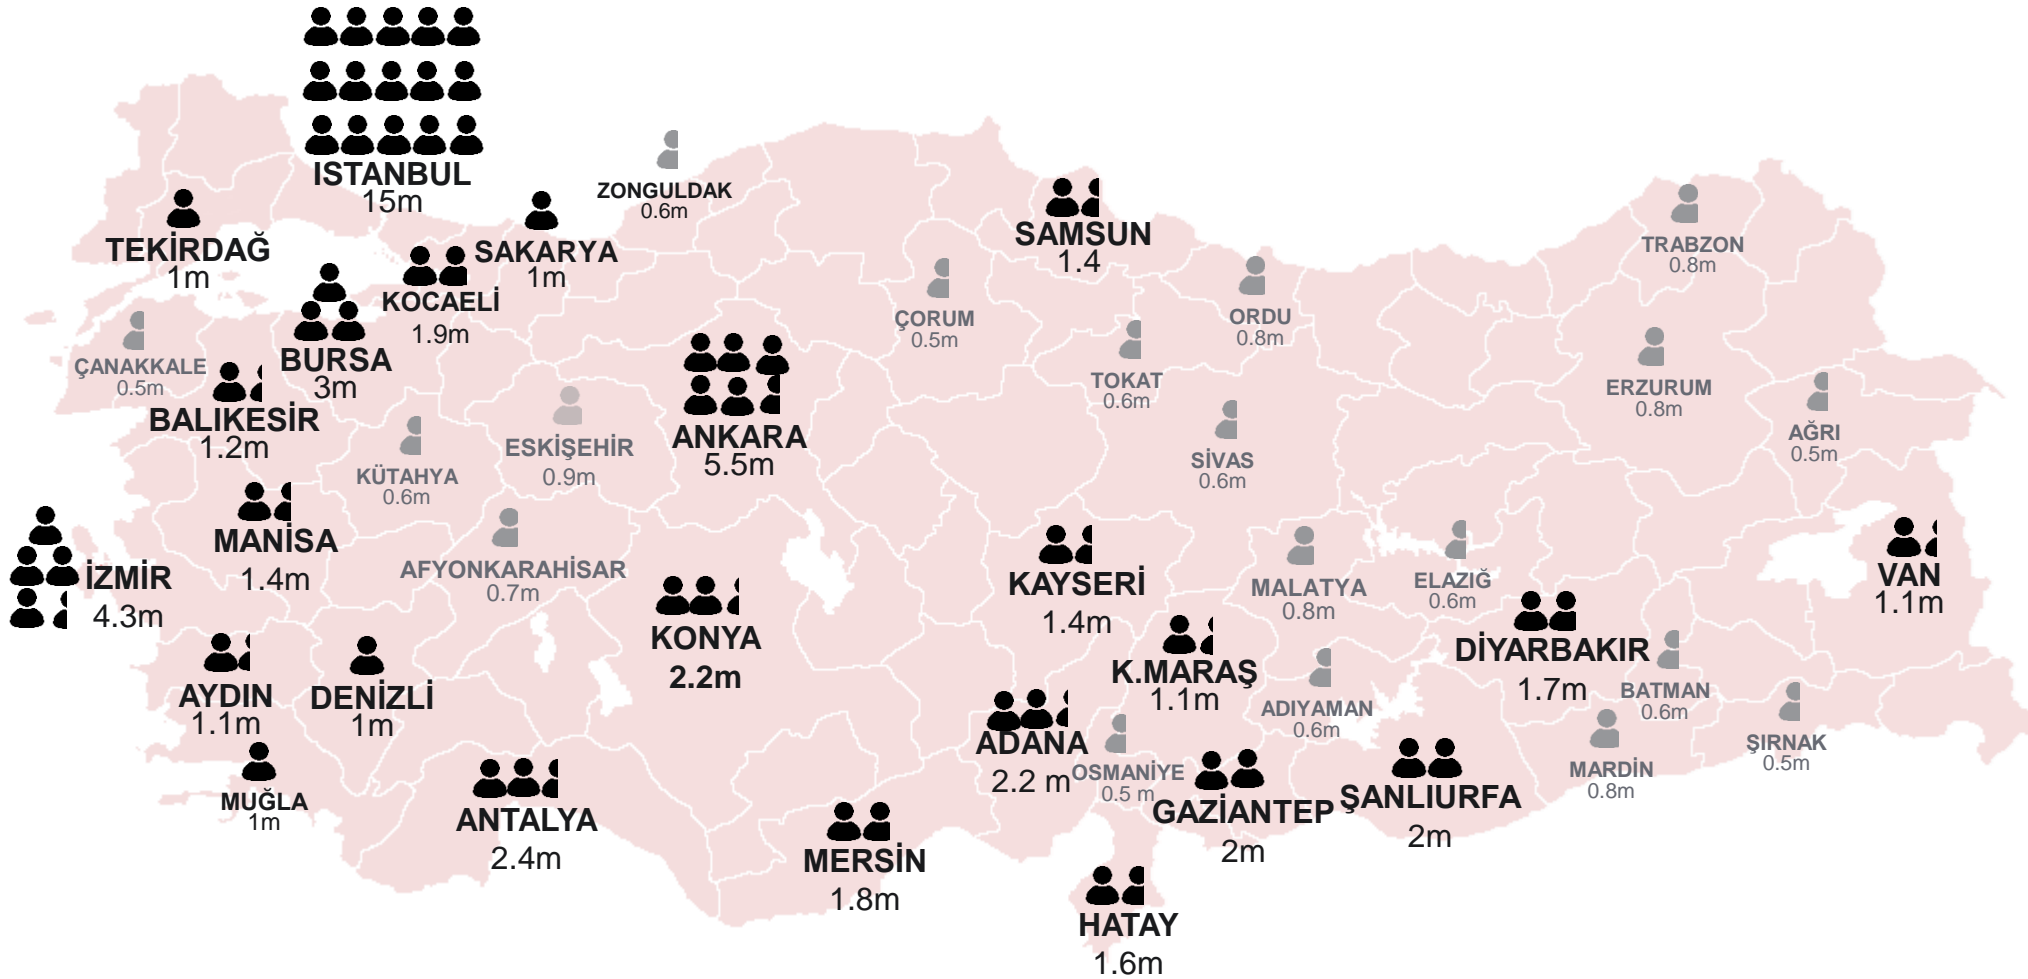 ISTANBUL
15m
TEKİRDAĞ
1m
SAKARYA
1m
ZONGULDAK
0.6m
SAMSUN
1.4
TRABZON
0.8m
KOCAELİ
1.9m
BURSA
3m
ÇANAKKALE
0.5m
BALIKESİR
1.2m
ÇORUM
0.5m
ORDU
0.8m
TOKAT
0.6m
ERZURUM
0.8m
AĞRI
0.5m
KÜTAHYA
0.6m
ESKİŞEHİR
0.9m
ANKARA
5.5m
SİVAS
0.6m
MANİSA
1.4m
İZMİR
4.3m
AFYONKARAHİSAR
0.7m
KONYA
2.2m
KAYSERİ
1.4m
MALATYA
0.8m
ELAZIĞ
0.6m
VAN
1.1m
DİYARBAKIR
1.7m
K.MARAŞ
1.1m
AYDIN
1.1m
DENİZLİ
1m
ADIYAMAN
0.6m
BATMAN
0.6m
ŞIRNAK
0.5m
MARDİN
0.8m
ADANA
2.2 m
OSMANİYE
0.5 m
GAZİANTEP
2m
ŞANLIURFA
2m
MUĞLA
1m
ANTALYA
2.4m
MERSİN
1.8m
HATAY
1.6m